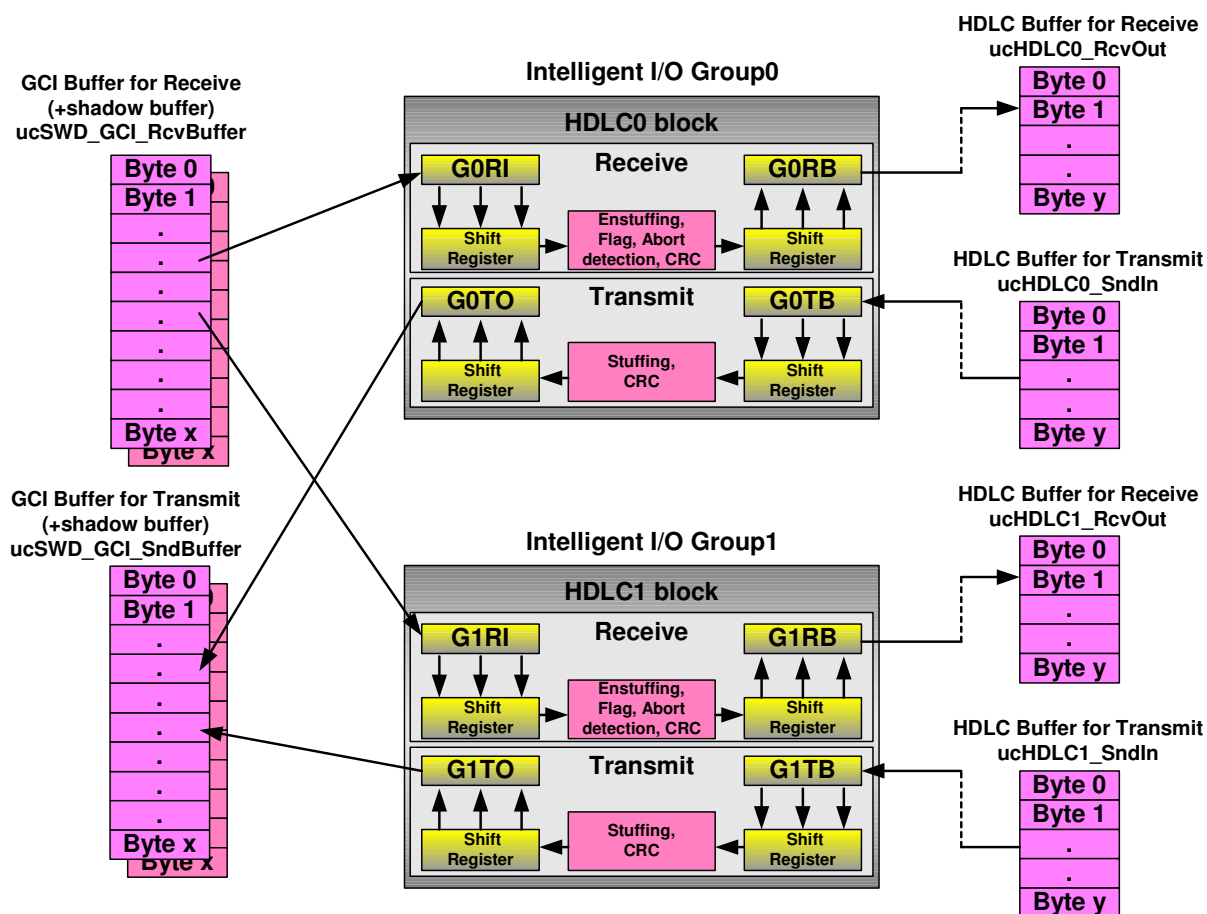 GCI Buffer for Receive
(+shadow buffer)
ucSWD_GCI_RcvBuffer
Byte 0
Byte 1
.
.
.
.
.
.
Byte x
Byte x
GCI Buffer for Transmit
(+shadow buffer)
ucSWD_GCI_SndBuffer
Byte 0
Byte 1
.
.
.
.
.
.
Byte x
Byte x
Intelligent I/O Group0
HDLC0 block
Receive
G0RI
G0RB
Shift
Register
Enstuffing,
Flag, Abort
detection, CRC
Shift
Register
Transmit
G0TO
G0TB
Shift
Register
Stuffing,
CRC
Shift
Register
Intelligent I/O Group1
HDLC1 block
Receive
G1RI
G1RB
Shift
Register
Enstuffing,
Flag, Abort
detection, CRC
Shift
Register
Transmit
G1TO
G1TB
Shift
Register
Stuffing,
CRC
Shift
Register
HDLC Buffer for Receive
ucHDLC0_RcvOut
Byte 0
Byte 1
.
.
Byte y
HDLC Buffer for Transmit
ucHDLC0_SndIn
Byte 0
Byte 1
.
.
Byte y
HDLC Buffer for Receive
ucHDLC1_RcvOut
Byte 0
Byte 1
.
.
Byte y
HDLC Buffer for Transmit
ucHDLC1_SndIn
Byte 0
Byte 1
.
.
Byte y